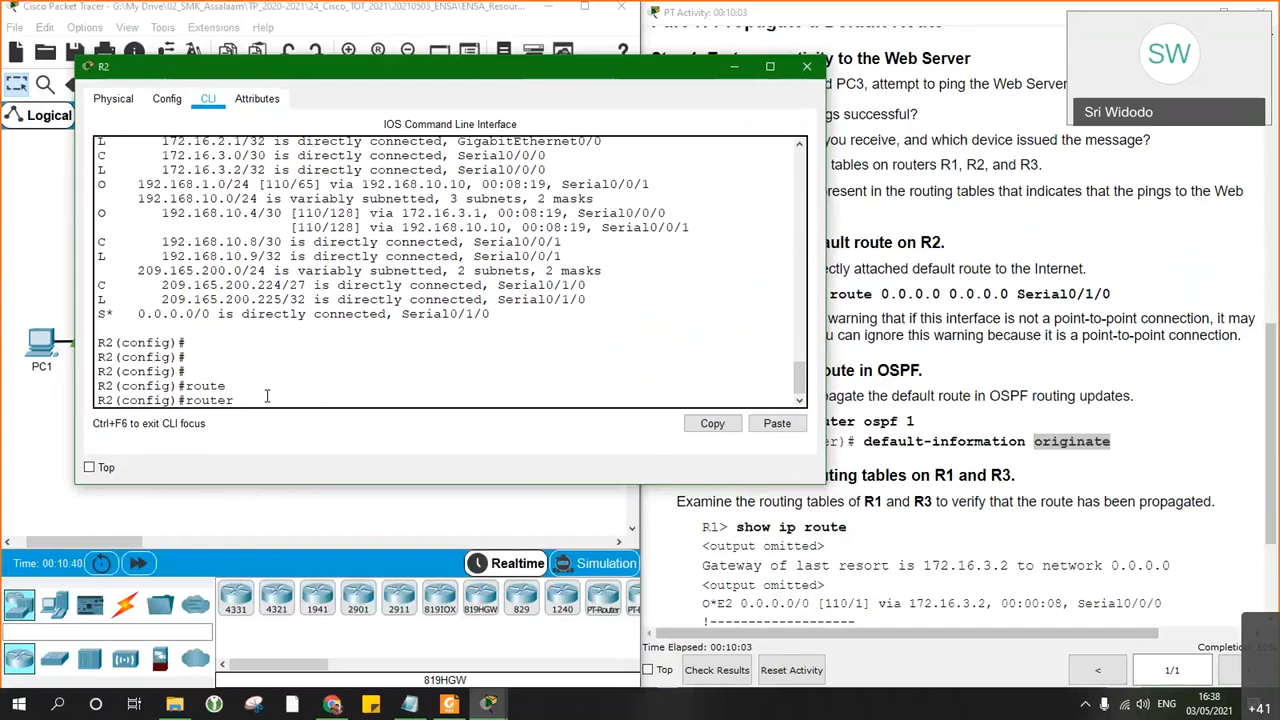 Cisco Packet Tracer - G:\My Drive\02_SMK_Assalaam\TP_2020-2021\24_Cisco_TOT_2021\20210503_ENSA\ENSA_Resour...
File Edit Options View Tools Extensions Help
Logical
PC1
R2
Physical Config CLI Attributes
IOS Command Line Interface
L 172.16.2.1/32 is directly connected, GigabitEthernet0/0
C 172.16.3.0/30 is directly connected, Serial0/0/0
L 172.16.3.2/32 is directly connected, Serial0/0/0
O 192.168.1.0/24 [110/65] via 192.168.10.10, 00:08:19, Serial0/0/1
192.168.10.0/24 is variably subnetted, 3 subnets, 2 masks
O 192.168.10.4/30 [110/128] via 172.16.3.1, 00:08:19, Serial0/0/0
[110/128] via 192.168.10.10, 00:08:19, Serial0/0/1
C 192.168.10.8/30 is directly connected, Serial0/0/1
L 192.168.10.9/32 is directly connected, Serial0/0/1
209.165.200.0/24 is variably subnetted, 2 subnets, 2 masks
C 209.165.200.224/27 is directly connected, Serial0/1/0
L 209.165.200.225/32 is directly connected, Serial0/1/0
S* 0.0.0.0/0 is directly connected, Serial0/1/0
R2(config)#
R2(config)#
R2(config)#
R2(config)#route
R2(config)#router
Ctrl+F6 to exit CLI focus
Copy Paste
Top
Time: 00:10:40
Realtime Simulation
4331 4321 1941 2901 2911 819IOX 819HGW 829 1240 PT-Router
819HGW
PT Activity: 00:10:03
to the Web Server
d PC3, attempt to ping the Web Server
gs successful?
you receive, and which device issued the message?
tables on routers R1, R2, and R3.
present in the routing tables that indicates that the pings to the Web
ault route on R2.
ectly attached default route to the Internet.
route 0.0.0.0 0.0.0.0 Serial0/1/0
warning that if this interface is not a point-to-point connection, it may
u can ignore this warning because it is a point-to-point connection.
oute in OSPF.
pagate the default route in OSPF routing updates.
uter ospf 1
er)# default-information originate
uting tables on R1 and R3.
Examine the routing tables of R1 and R3 to verify that the route has been propagated.
R1> show ip route
<output omitted>
Gateway of last resort is 172.16.3.2 to network 0.0.0.0
<output omitted>
O*E2 0.0.0.0/0 [110/1] via 172.16.3.2, 00:00:08, Serial0/0/0
!-------------------
Time Elapsed: 00:10:03
Top Check Results Reset Activity < 1/1
SW
Sri Widodo
ENG
16:38
03/05/2021
+41